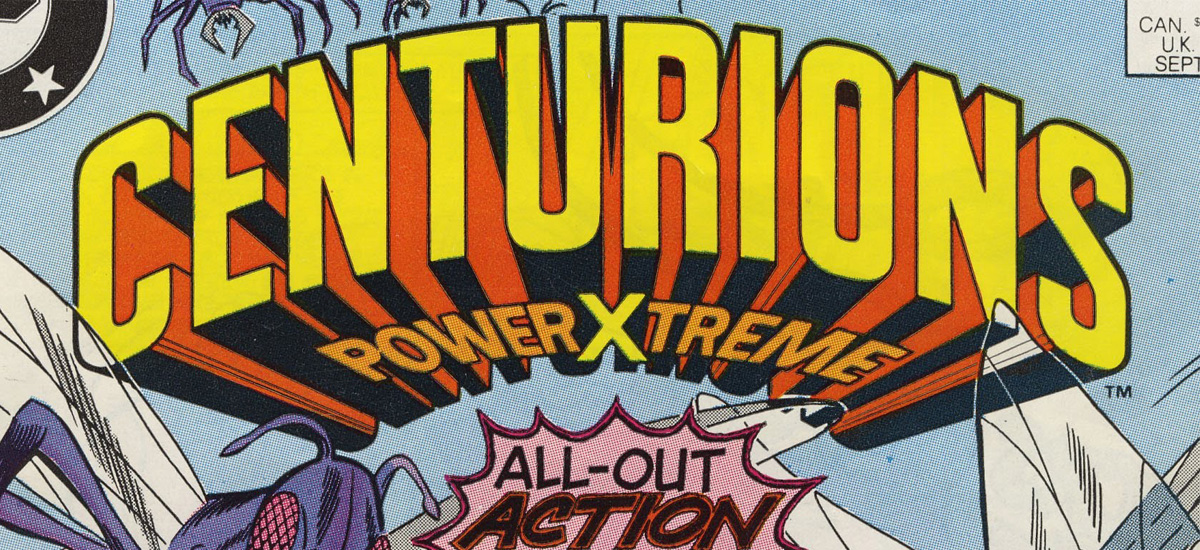 CENTURIONS
POWER XTREME
TM
CAN. $
U.K.
SEPT
ALL-OUT
ACTION